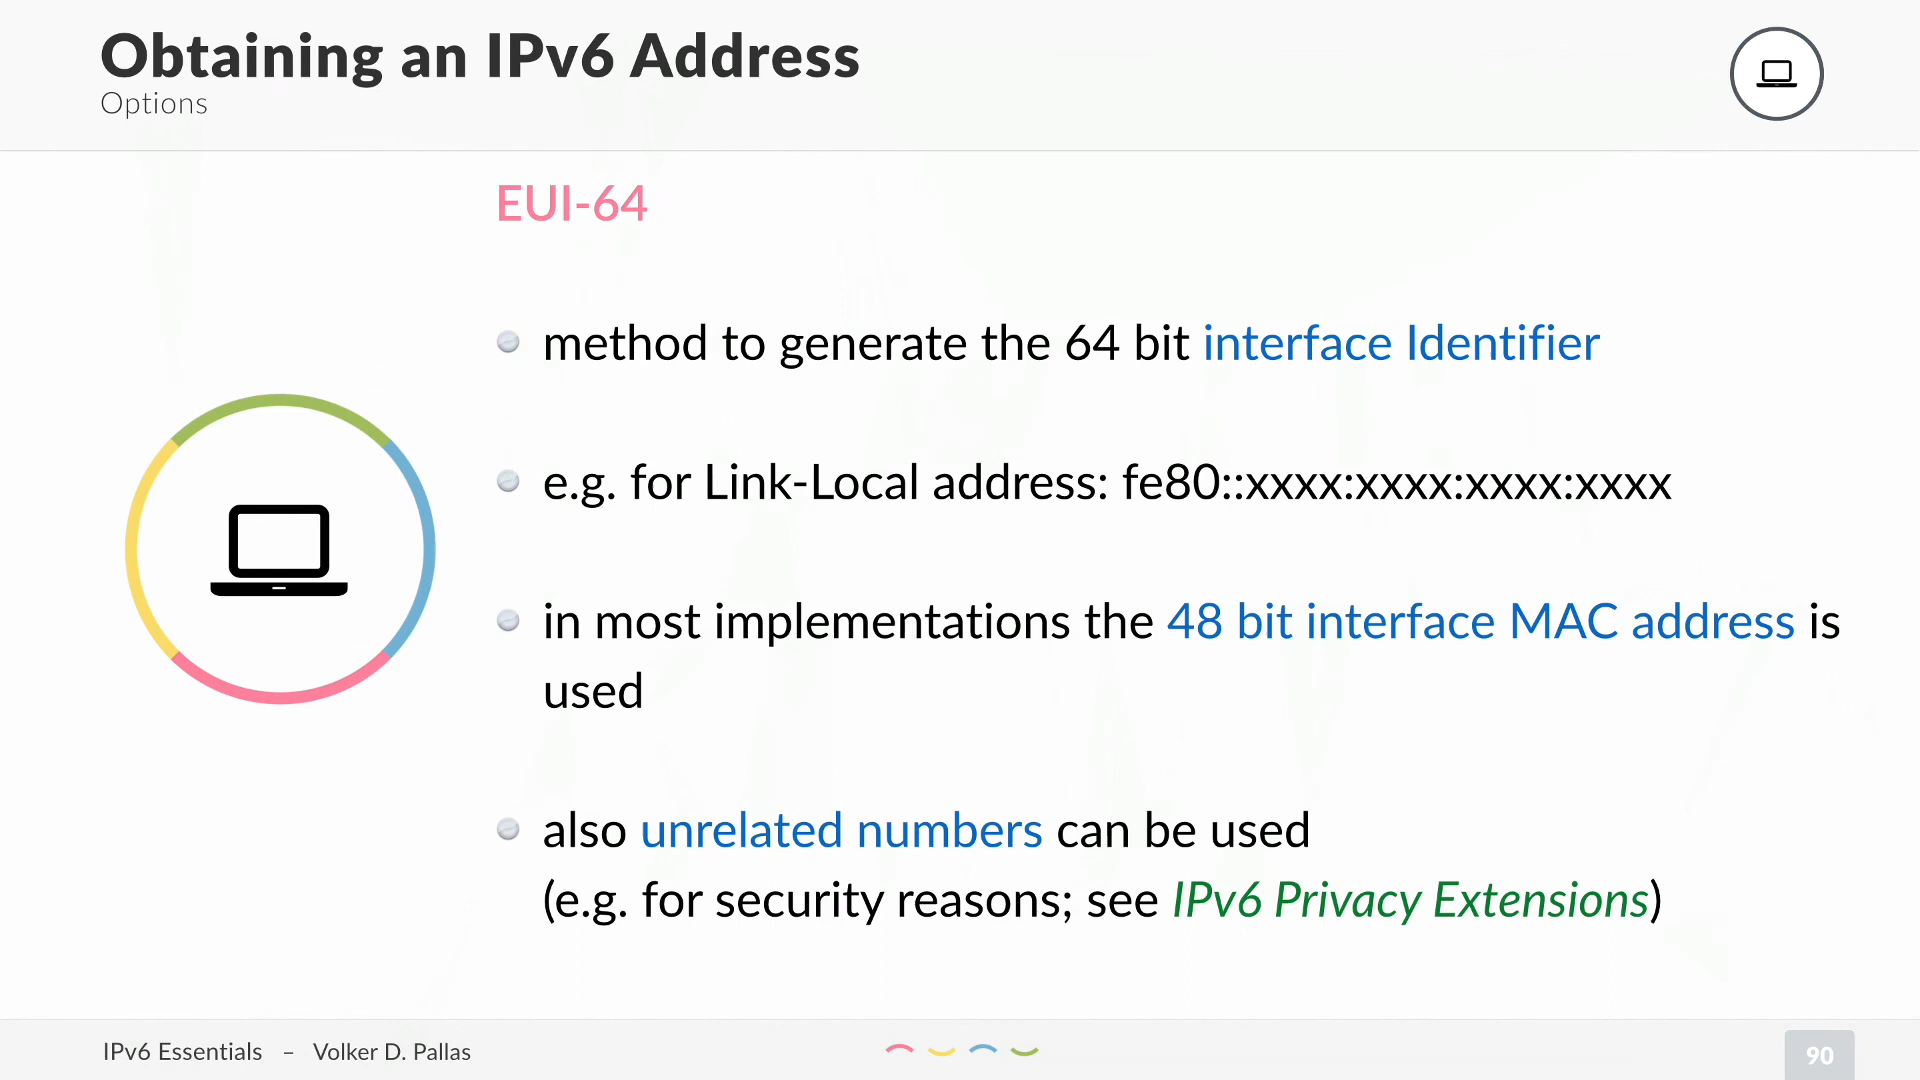 Obtaining an IPv6 Address
Options
EUI-64
method to generate the 64 bit interface Identifier
e.g. for Link-Local address: fe80::xxxx:xxxx:xxxx:xxxx
in most implementations the 48 bit interface MAC address is
used
also unrelated numbers can be used
(e.g. for security reasons; see IPv6 Privacy Extensions)
IPv6 Essentials – Volker D. Pallas
90